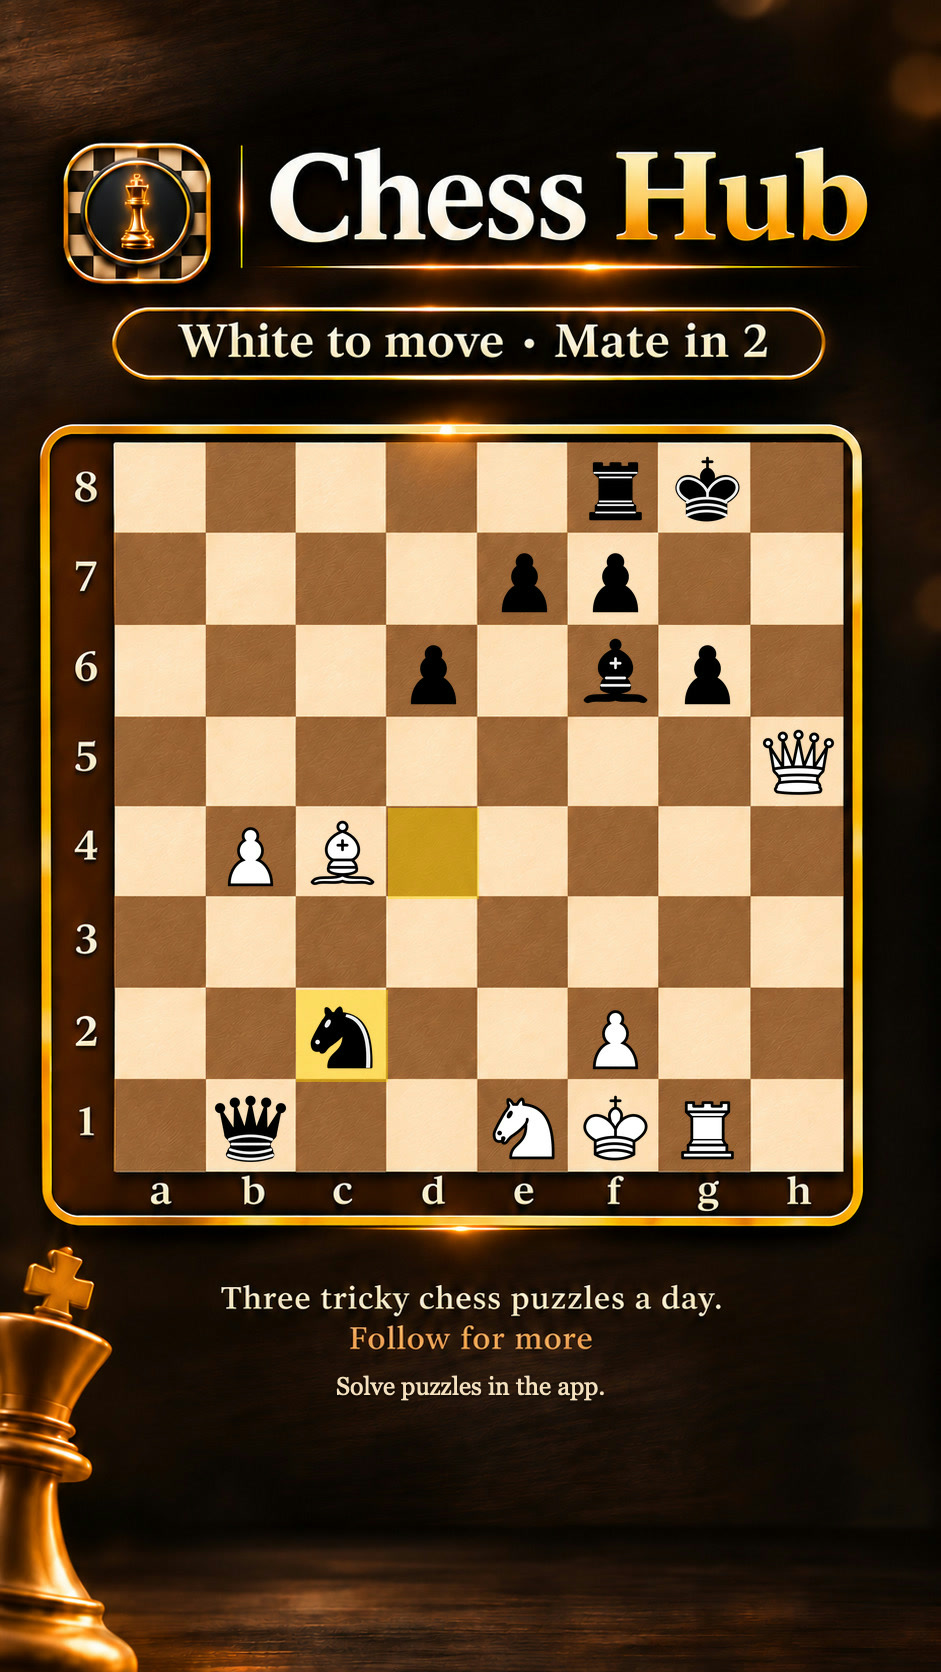 Chess Hub
White to move · Mate in 2
8
7
6
5
4
3
2
1
a b c d e f g h
Three tricky chess puzzles a day.
Follow for more
Solve puzzles in the app.